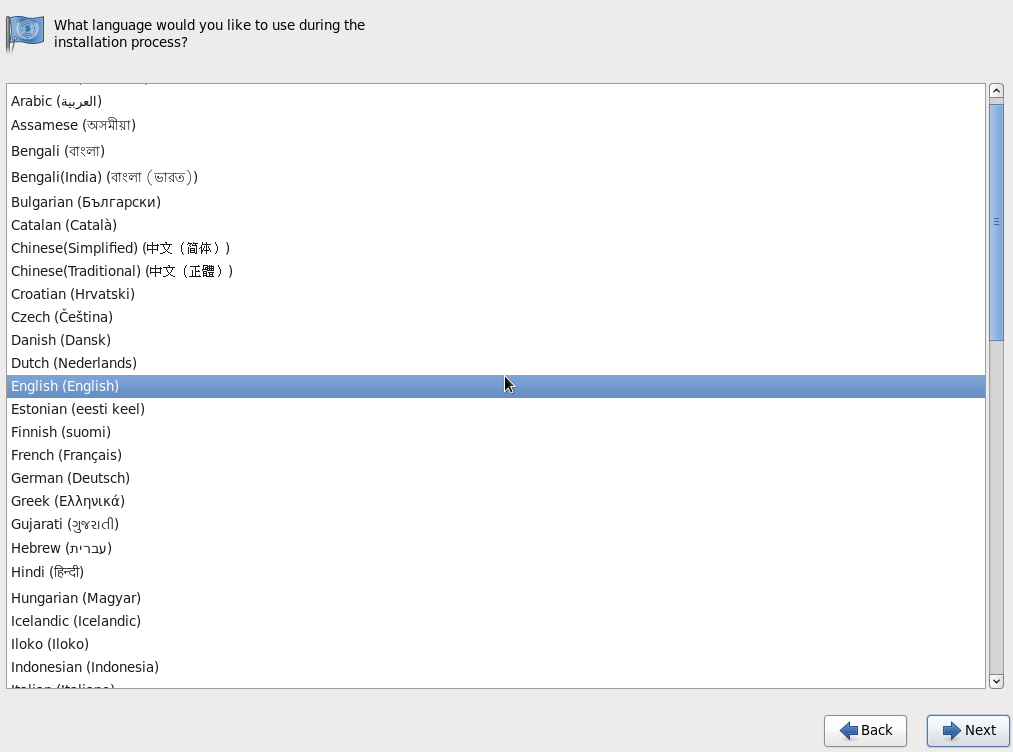 What language would you like to use during the
installation process?
Arabic (العربية)
Assamese (অসমীয়া)
Bengali (বাংলা)
Bengali(India) (বাংলা (ভারত))
Bulgarian (Български)
Catalan (Català)
Chinese(Simplified) (中文（简体）)
Chinese(Traditional) (中文（正體）)
Croatian (Hrvatski)
Czech (Čeština)
Danish (Dansk)
Dutch (Nederlands)
English (English)
Estonian (eesti keel)
Finnish (suomi)
French (Français)
German (Deutsch)
Greek (Ελληνικά)
Gujarati (ગુજરાતી)
Hebrew (עברית)
Hindi (हिन्दी)
Hungarian (Magyar)
Icelandic (Icelandic)
Iloko (Iloko)
Indonesian (Indonesia)
Italian (Italiano)
Back
Next